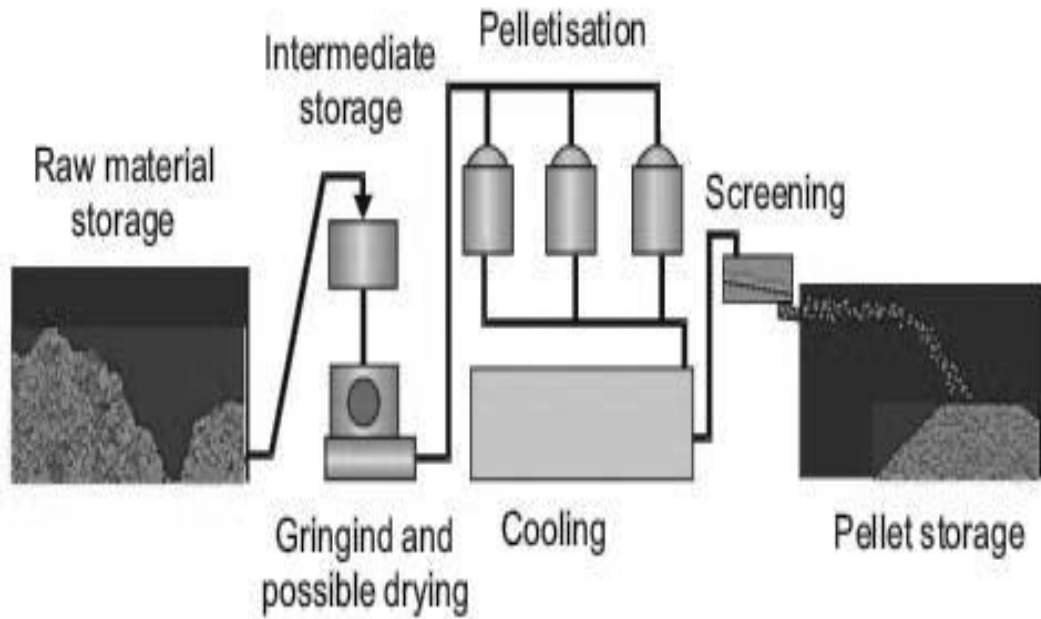 Raw material
storage
Intermediate
storage
Gringind and
possible drying
Pelletisation
Cooling
Screening
Pellet storage